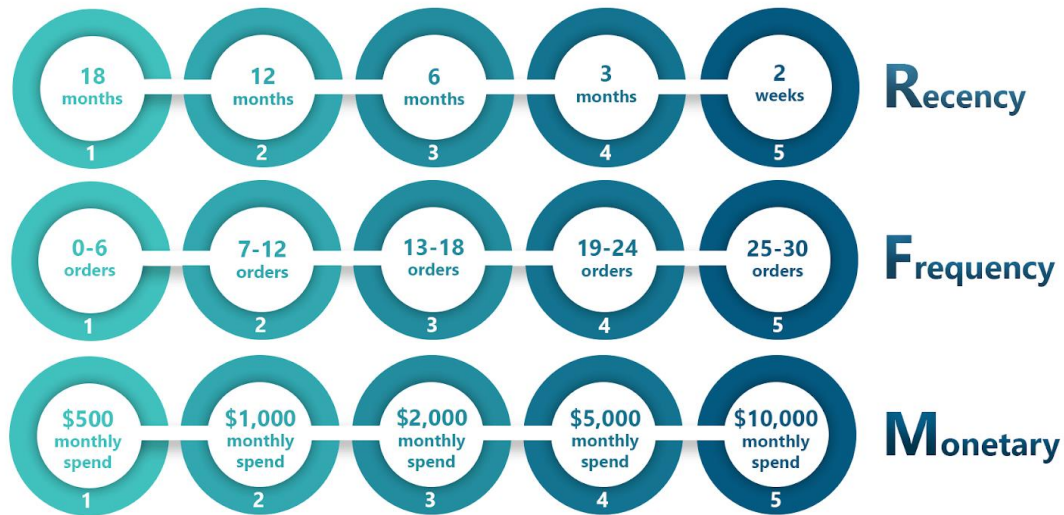 18
months
1
12
months
2
6
months
3
3
months
4
2
weeks
5
Recency
0-6
orders
1
7-12
orders
2
13-18
orders
3
19-24
orders
4
25-30
orders
5
Frequency
$500
monthly
spend
1
$1,000
monthly
spend
2
$2,000
monthly
spend
3
$5,000
monthly
spend
4
$10,000
monthly
spend
5
Monetary